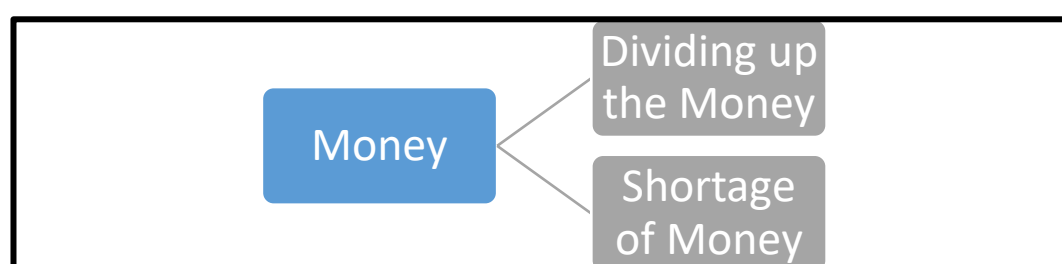 Money
Dividing up
the Money
Shortage
of Money